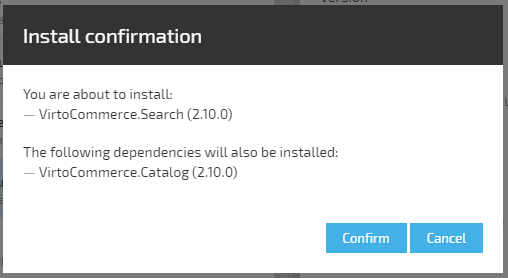 Version
Install confirmation
You are about to install:
— VirtoCommerce.Search (2.10.0)
The following dependencies will also be installed:
— VirtoCommerce.Catalog (2.10.0)
Confirm
Cancel